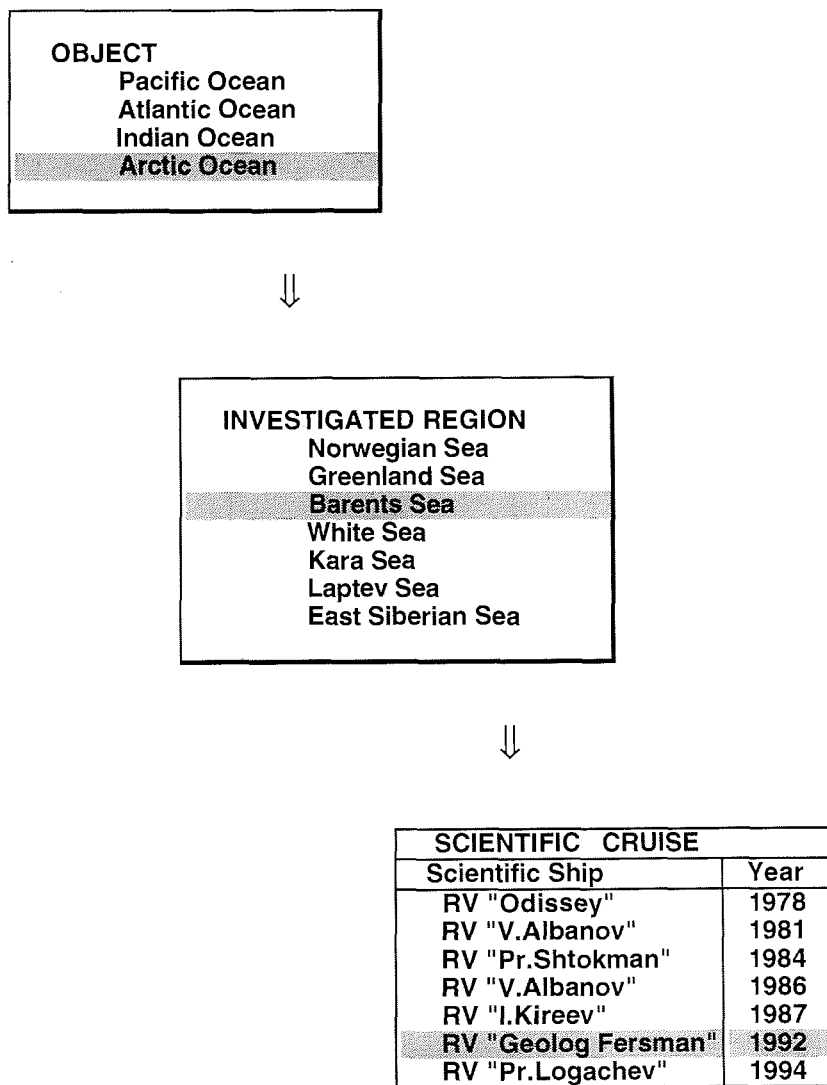 OBJECT
Pacific Ocean
Atlantic Ocean
Indian Ocean
Arctic Ocean
⇓
INVESTIGATED REGION
Norwegian Sea
Greenland Sea
Barents Sea
White Sea
Kara Sea
Laptev Sea
East Siberian Sea
⇓
SCIENTIFIC CRUISE
Scientific Ship Year
RV "Odissey" 1978
RV "V.Albanov" 1981
RV "Pr.Shtokman" 1984
RV "V.Albanov" 1986
RV "I.Kireev" 1987
RV "Geolog Fersman" 1992
RV "Pr.Logachev" 1994